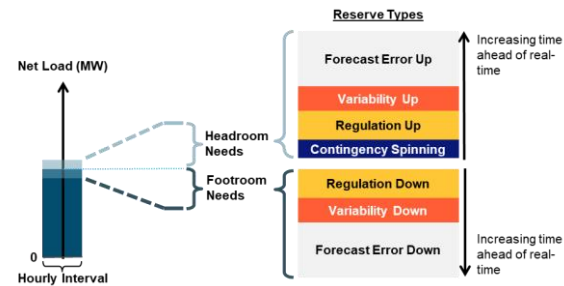 Reserve Types
Net Load (MW)
0
Hourly Interval
Headroom
Needs
Footroom
Needs
Forecast Error Up
Variability Up
Regulation Up
Contingency Spinning
Regulation Down
Variability Down
Forecast Error Down
Increasing time
ahead of real-
time
Increasing time
ahead of real-
time